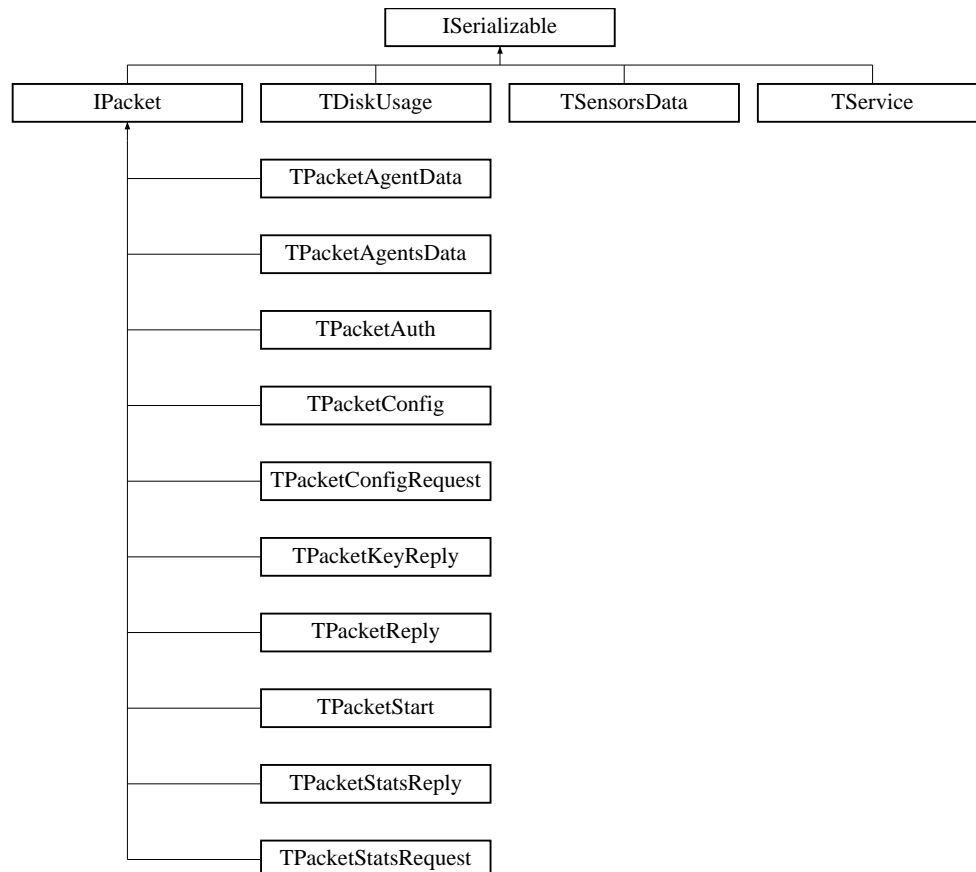 ISerializable
IPacket
TDiskUsage
TSensorsData
TService
TPacketAgentData
TPacketAgentsData
TPacketAuth
TPacketConfig
TPacketConfigRequest
TPacketKeyReply
TPacketReply
TPacketStart
TPacketStatsReply
TPacketStatsRequest